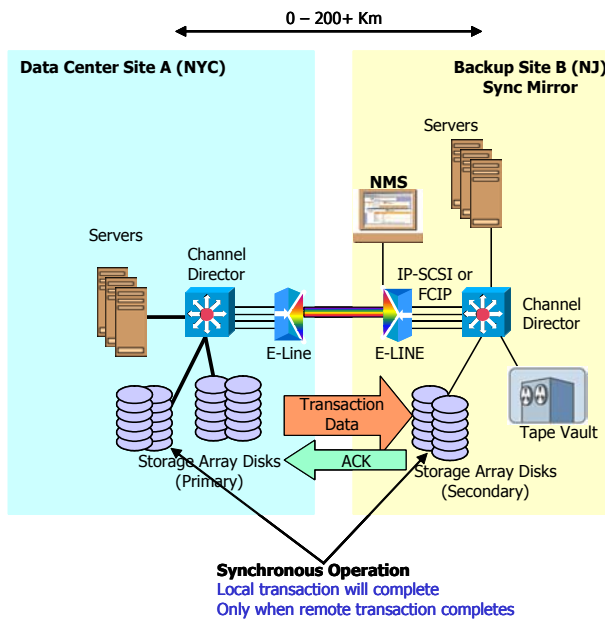 0 – 200+ Km
Data Center Site A (NYC)
Backup Site B (NJ)
Sync Mirror
Servers
NMS
Servers
Channel
Director
IP-SCSI or
FCIP
Channel
Director
E-Line
E-LINE
Transaction
Data
Tape Vault
ACK
Storage Array Disks
(Primary)
Storage Array Disks
(Secondary)
Synchronous Operation
Local transaction will complete
Only when remote transaction completes